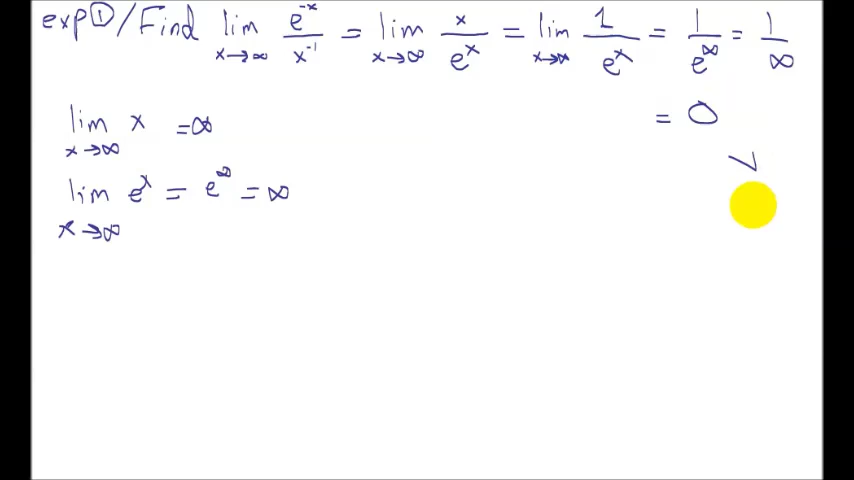 exp① / Find lim x→∞ e^-x / x^-1 = lim x→∞ x / e^x = lim x→∞ 1 / e^x = 1 / e^∞ = 1 / ∞
= 0
lim x→∞ x = ∞
lim x→∞ e^x = e^∞ = ∞